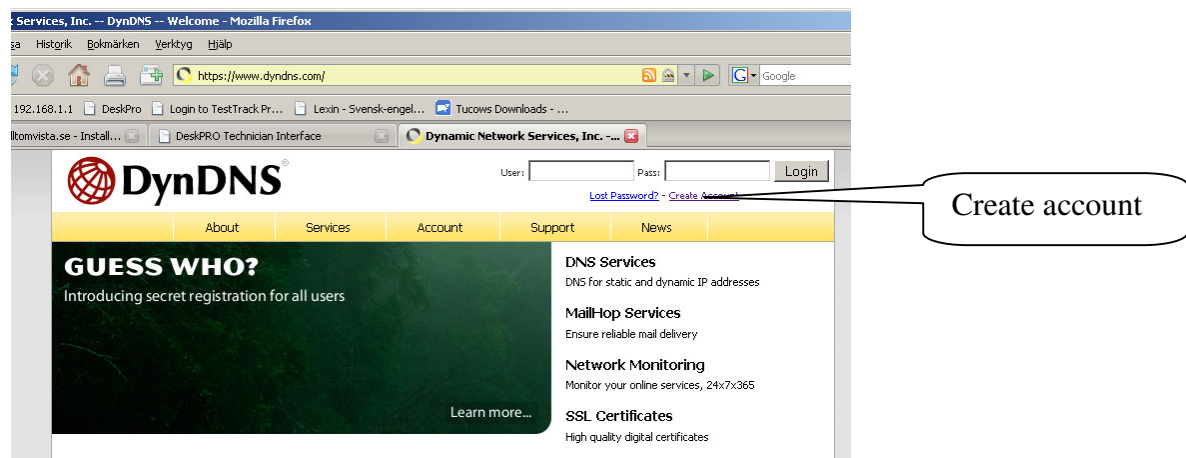 Services, Inc. -- DynDNS -- Welcome - Mozilla Firefox
Historik Bokmärken Verktyg Hjälp
https://www.dyndns.com/ G Google
192.168.1.1 DeskPro Login to TestTrack Pr... Lexin - Svensk-engel... Tucows Downloads - ...
lltomvista.se - Install... DeskPRO Technician Interface Dynamic Network Services, Inc. -...
DynDNS®
User: Pass: Login
Lost Password? - Create Account
Create account
About Services Account Support News
GUESS WHO?
Introducing secret registration for all users
Learn more...
DNS Services
DNS for static and dynamic IP addresses
MailHop Services
Ensure reliable mail delivery
Network Monitoring
Monitor your online services, 24x7x365
SSL Certificates
High quality digital certificates